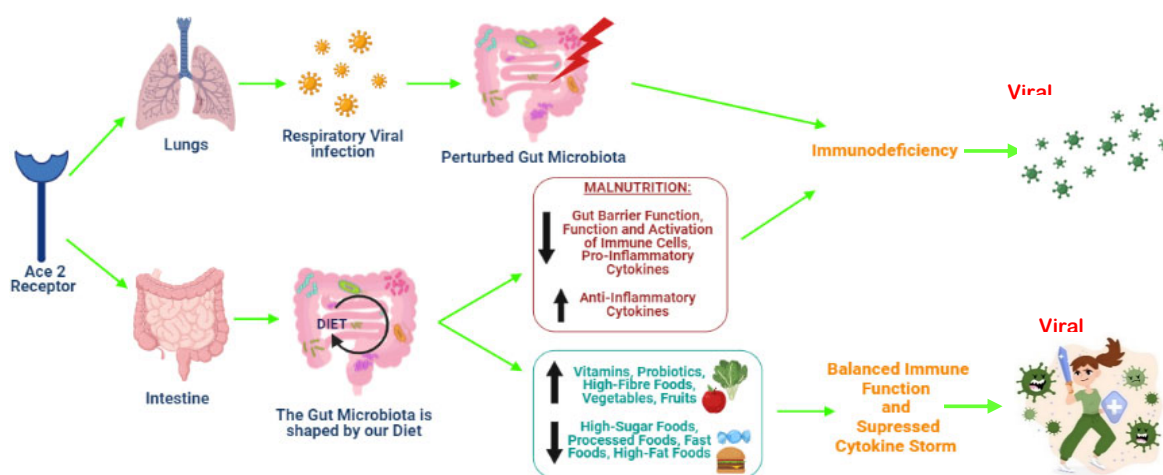 Lungs
Respiratory Viral
infection
Perturbed Gut Microbiota
Immunodeficiency
Viral
Ace 2
Receptor
Intestine
DIET
The Gut Microbiota is
shaped by our Diet
MALNUTRITION:
Gut Barrier Function,
Function and Activation
of Immune Cells,
Pro-Inflammatory
Cytokines
Anti-Inflammatory
Cytokines
Vitamins, Probiotics,
High-Fibre Foods,
Vegetables, Fruits
High-Sugar Foods,
Processed Foods, Fast
Foods, High-Fat Foods
Balanced Immune
Function
and
Supressed
Cytokine Storm
Viral